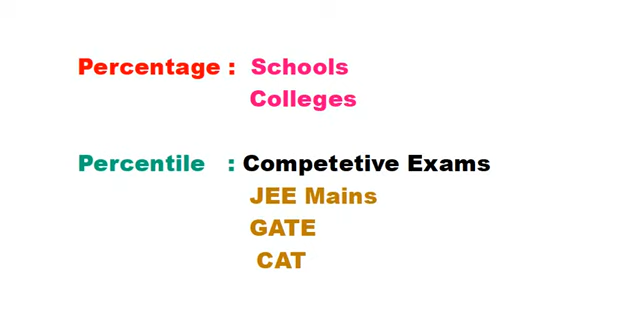 Percentage : Schools
Colleges
Percentile : Competetive Exams
JEE Mains
GATE
CAT